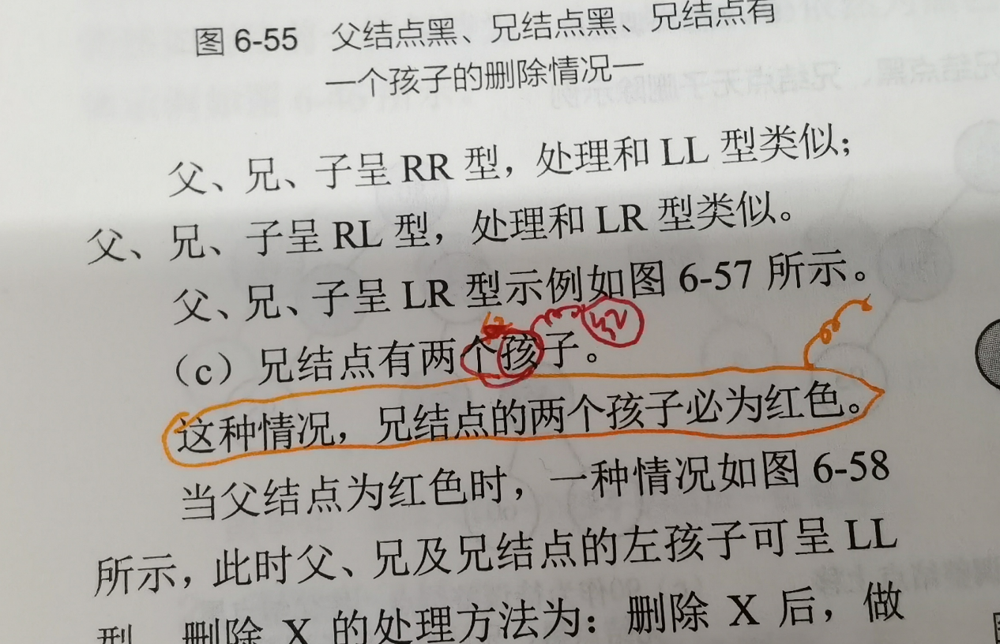 图 6-55 父结点黑、兄结点黑、兄结点有
一个孩子的删除情况一
父、兄、子呈 RR 型，处理和 LL 型类似；
父、兄、子呈 RL 型，处理和 LR 型类似。
父、兄、子呈 LR 型示例如图 6-57 所示。
（c）兄结点有两个孩子。
这种情况，兄结点的两个孩子必为红色。
当父结点为红色时，一种情况如图 6-58
所示，此时父、兄及兄结点的左孩子可呈 LL
型，删除 X 的处理方法为：删除 X 后，做